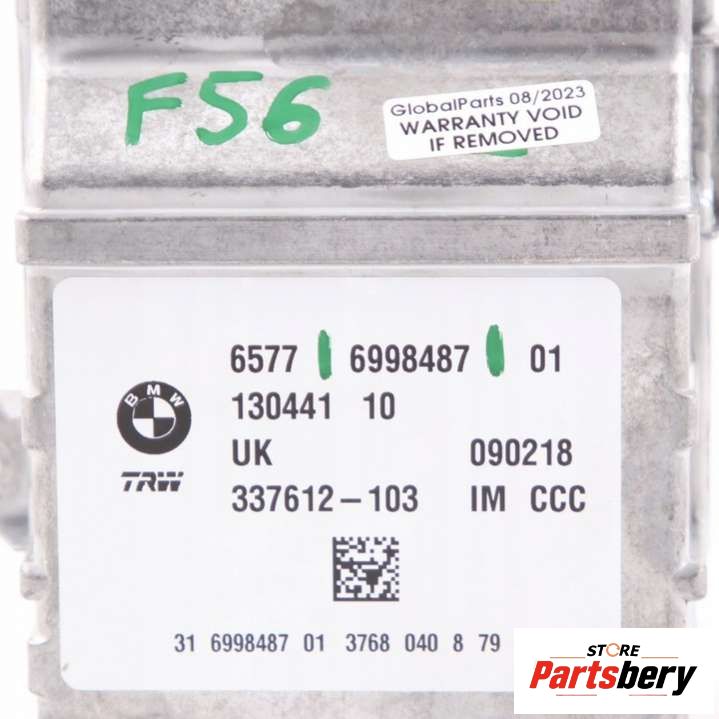 F56
GlobalParts 08/2023
WARRANTY VOID
IF REMOVED
6577 6998487 01
130441 10
BMW
UK 090218
TRW
337612-103 IM CCC
31 6998487 01 3768 040 8 79
STORE
Partsbery